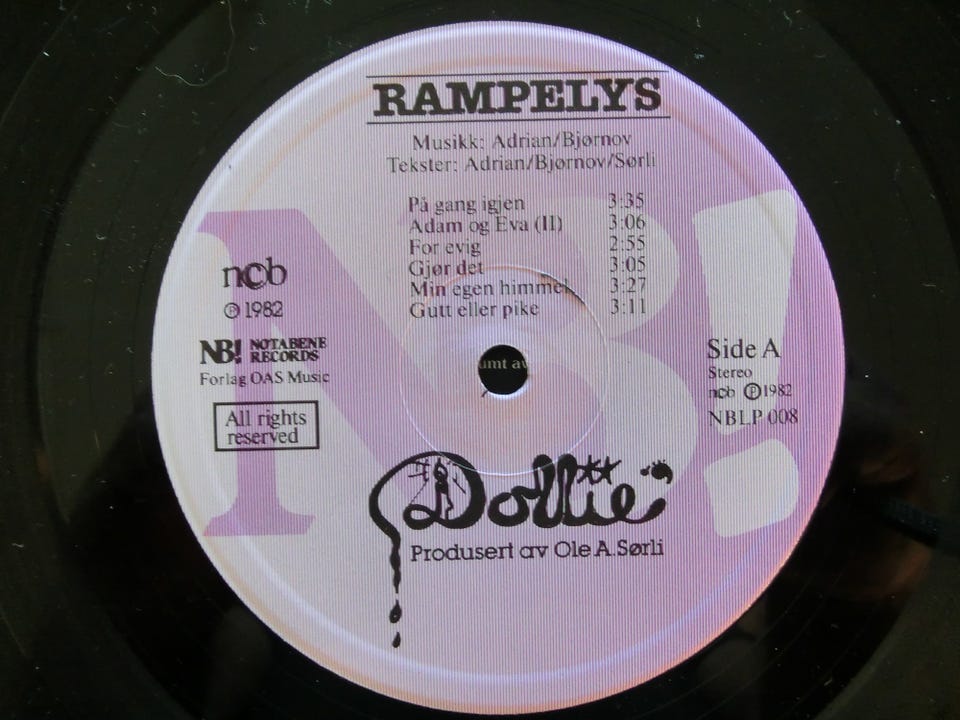 RAMPELYS
Musikk: Adrian/Bjørnov
Tekster: Adrian/Bjørnov/Sørli
På gang igjen 3:35
Adam og Eva (II) 3:06
For evig 2:55
Gjør det 3:05
Min egen himmel 3:27
Gutt eller pike 3:11
ncb
℗ 1982
NB! NOTABENE RECORDS
Forlag OAS Music
All rights
reserved
Side A
Stereo
ncb ℗ 1982
NBLP 008
umt av
NB!
Dollie
Produsert av Ole A. Sørli